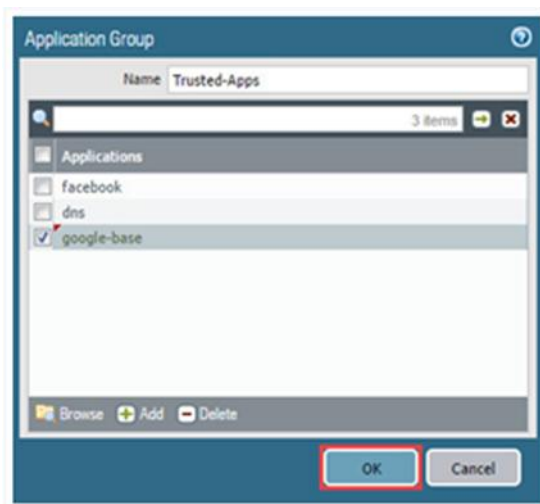 Application Group
Name Trusted-Apps
3 items
Applications
facebook
dns
google-base
Browse Add Delete
OK Cancel